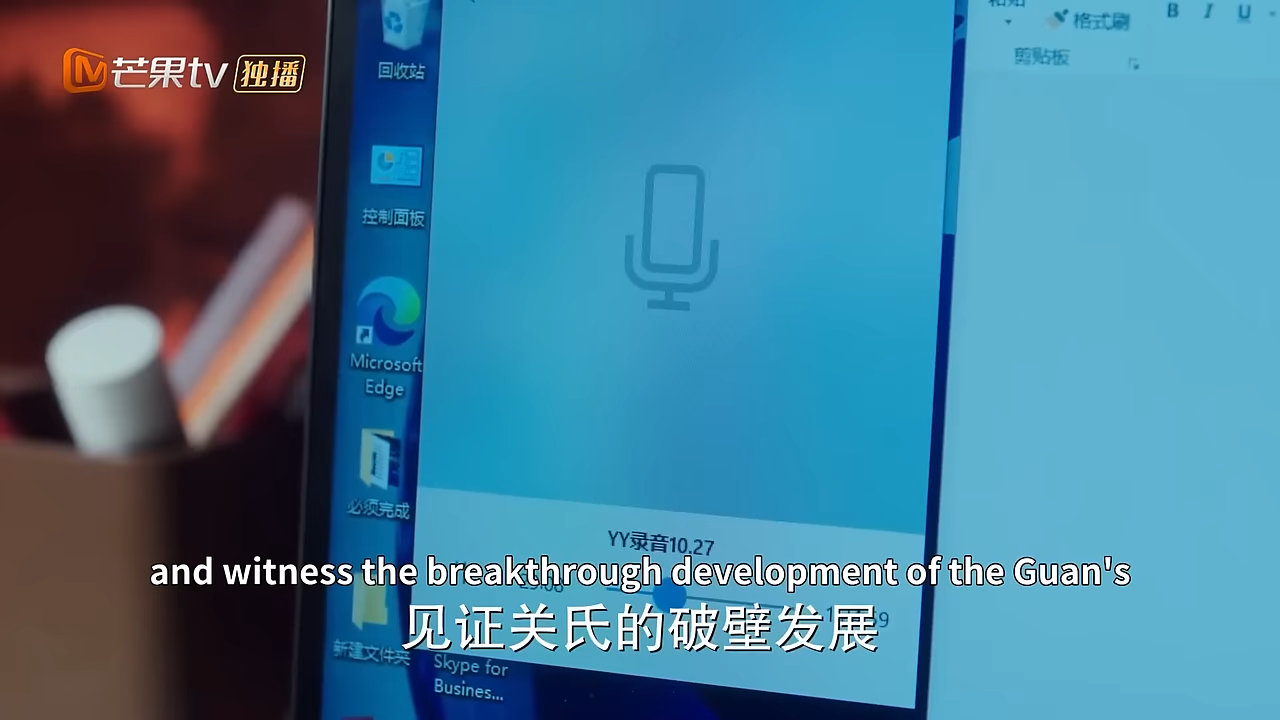 芒果tv 独播
回收站
控制面板
Microsoft
Edge
必须完成
新建文件夹
Skype for
Busines...
格式刷
B I U
剪贴板
YY录音10.27
and witness the breakthrough development of the Guan's
见证关氏的破壁发展